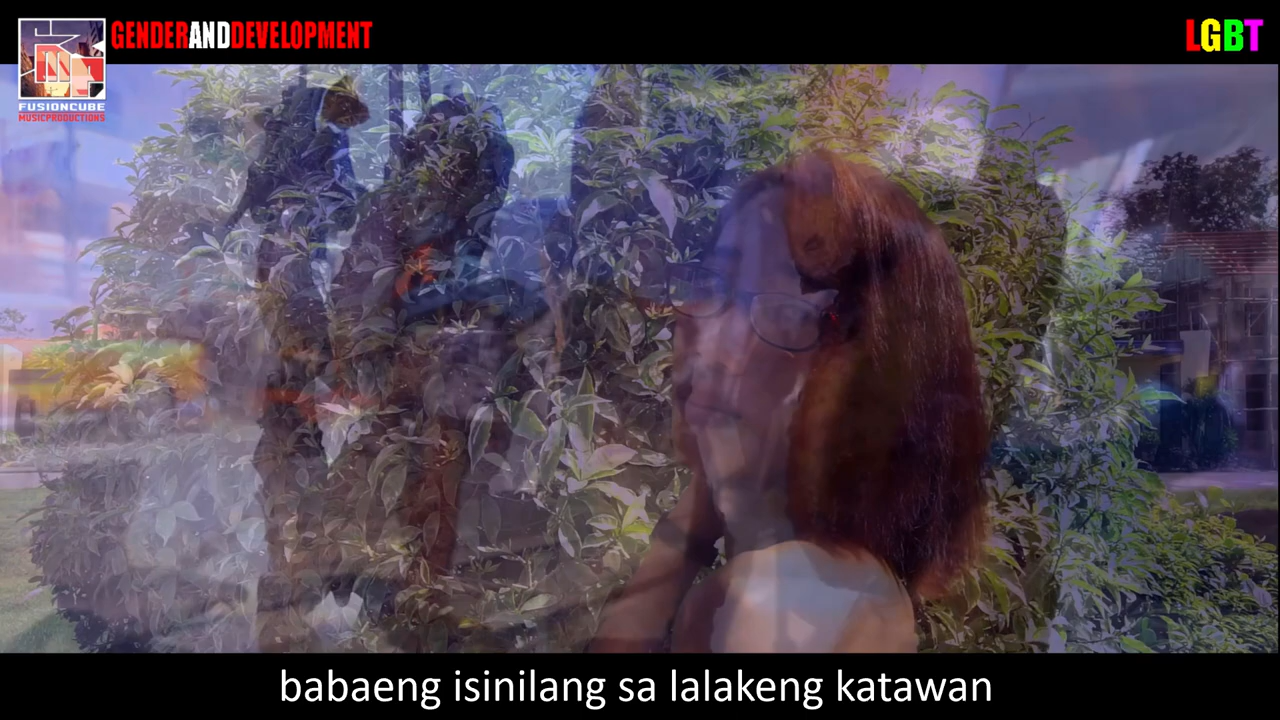 GENDERANDDEVELOPMENT
LGBT
FUSIONCUBE
MUSICPRODUCTIONS
babaeng isinilang sa lalakeng katawan